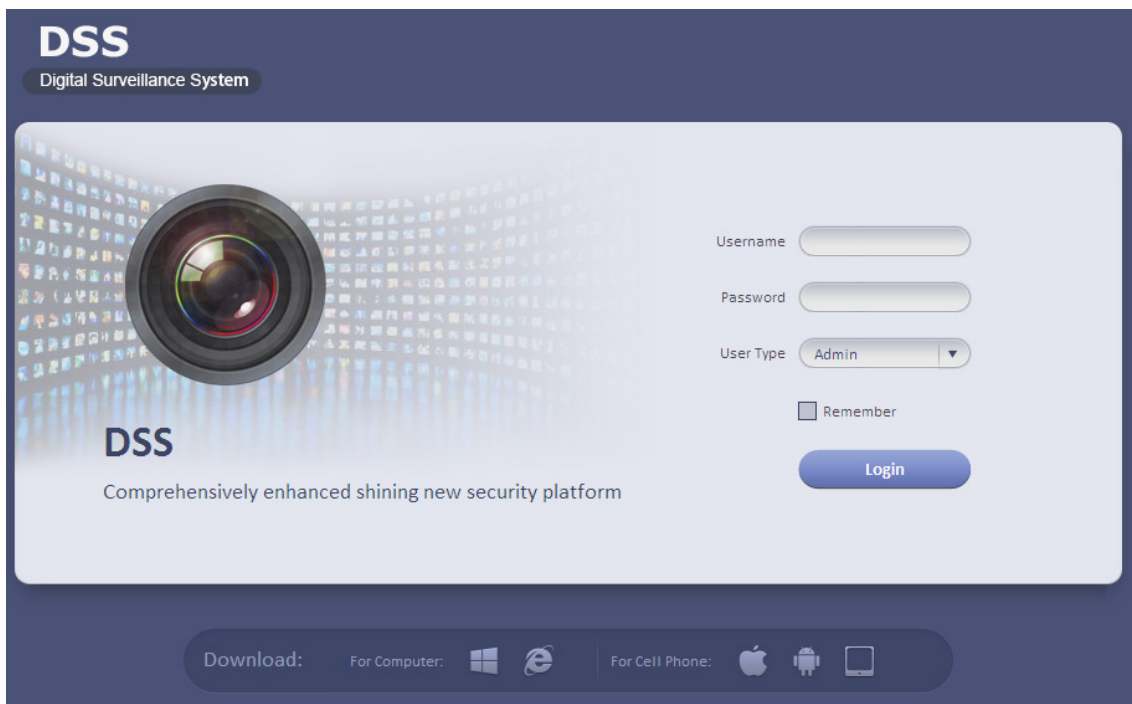 DSS
Digital Surveillance System
Username
Password
User Type Admin
Remember
Login
DSS
Comprehensively enhanced shining new security platform
Download: For Computer: For Cell Phone: